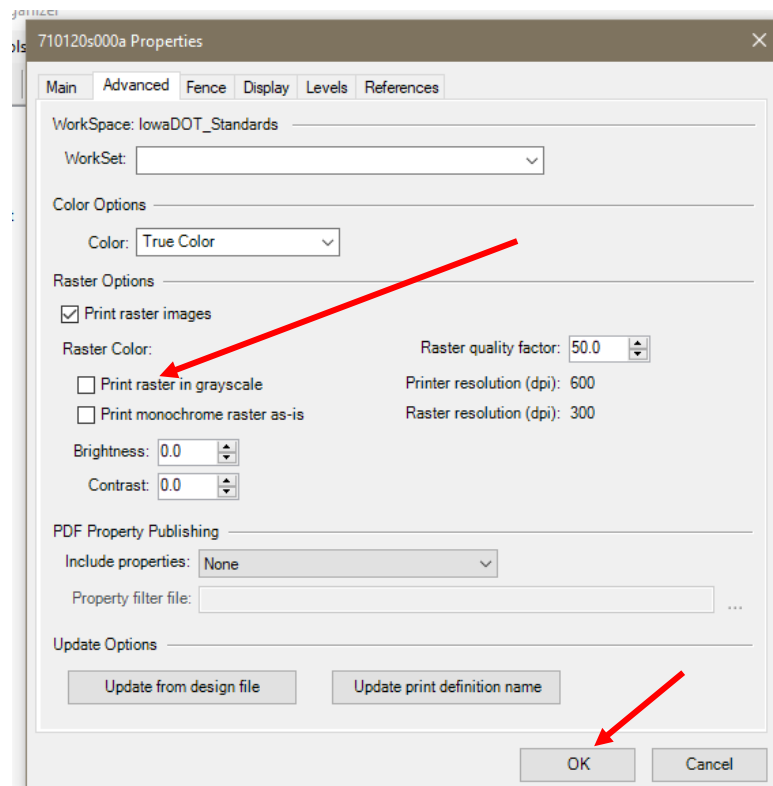 710120s000a Properties
Main Advanced Fence Display Levels References
WorkSpace: IowaDOT_Standards
WorkSet:
Color Options
Color: True Color
Raster Options
Print raster images
Raster Color: Raster quality factor: 50.0
Print raster in grayscale Printer resolution (dpi): 600
Print monochrome raster as-is Raster resolution (dpi): 300
Brightness: 0.0
Contrast: 0.0
PDF Property Publishing
Include properties: None
Property filter file: ...
Update Options
Update from design file Update print definition name
OK Cancel